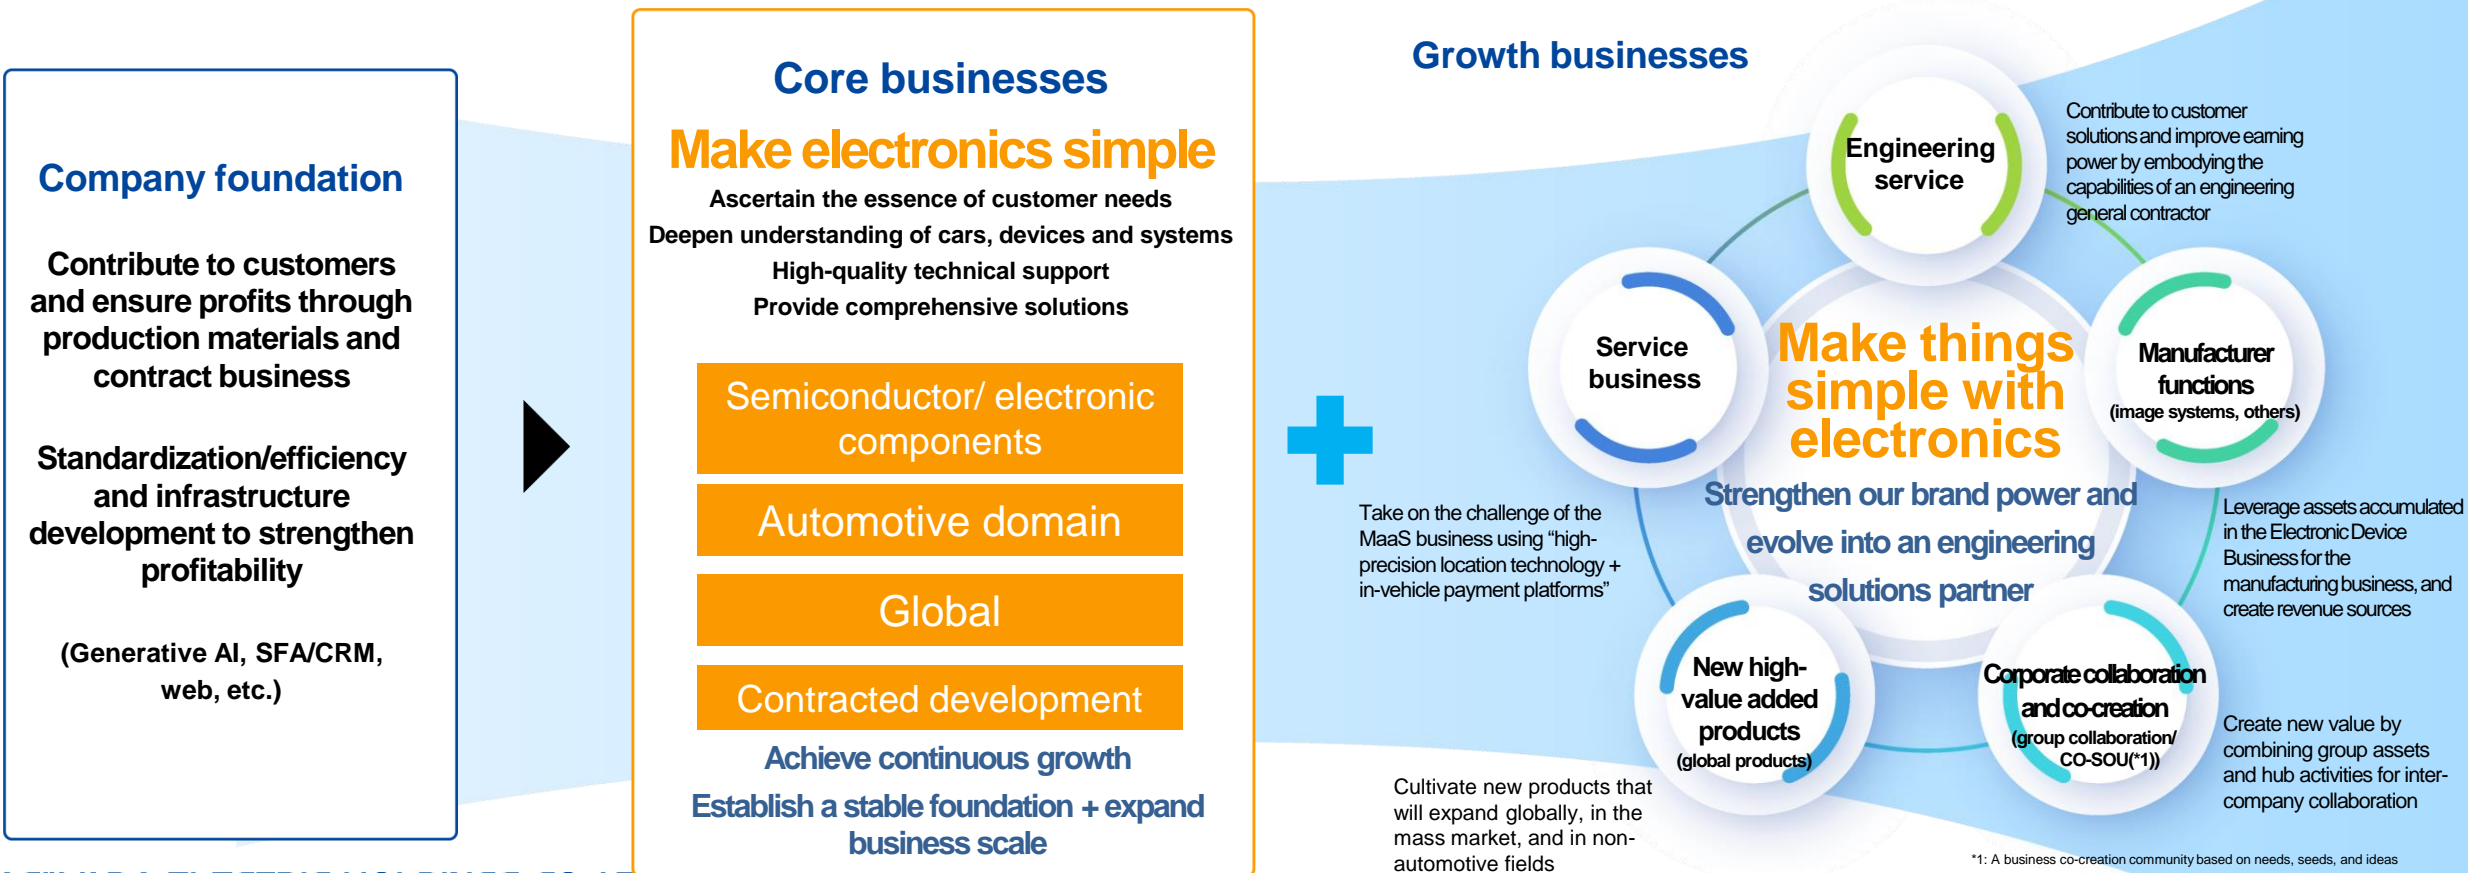 Company foundation
Contribute to customers
and ensure profits through
production materials and
contract business
Standardization/efficiency
and infrastructure
development to strengthen
profitability
(Generative AI, SFA/CRM,
web, etc.)
Core businesses
Make electronics simple
Ascertain the essence of customer needs
Deepen understanding of cars, devices and systems
High-quality technical support
Provide comprehensive solutions
Semiconductor/ electronic
components
Automotive domain
Global
Contracted development
Achieve continuous growth
Establish a stable foundation + expand
business scale
Growth businesses
Engineering
service
Contribute to customer
solutions and improve earning
power by embodying the
capabilities of an engineering
general contractor
Service
business
Take on the challenge of the
MaaS business using “high-
precision location technology +
in-vehicle payment platforms”
Make things
simple with
electronics
Strengthen our brand power and
evolve into an engineering
solutions partner
Manufacturer
functions
(image systems, others)
Leverage assets accumulated
in the Electronic Device
Business for the
manufacturing business, and
create revenue sources
New high-
value added
products
(global products)
Cultivate new products that
will expand globally, in the
mass market, and in non-
automotive fields
Corporate collaboration
and co-creation
(group collaboration/
CO-SOU(*1))
Create new value by
combining group assets
and hub activities for inter-
company collaboration
*1: A business co-creation community based on needs, seeds, and ideas